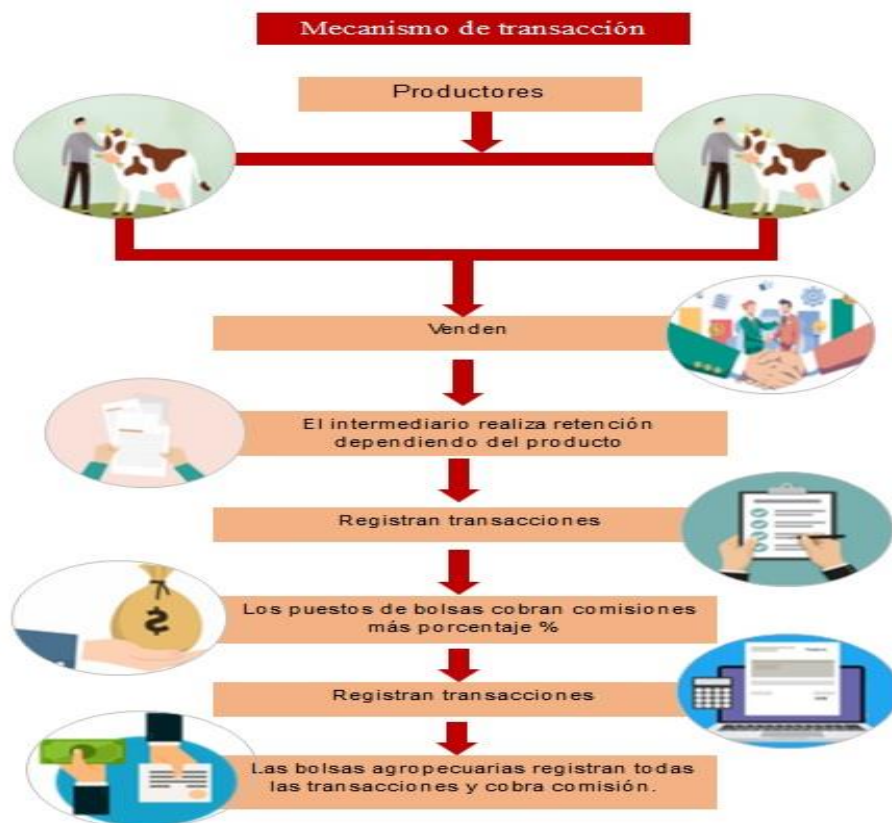 Mecanismo de transacción
Productores
Venden
El intermediario realiza retención
dependiendo del producto
Registran transacciones
Los puestos de bolsas cobran comisiones
más porcentaje %
Registran transacciones
Las bolsas agropecuarias registran todas
las transacciones y cobra comisión.